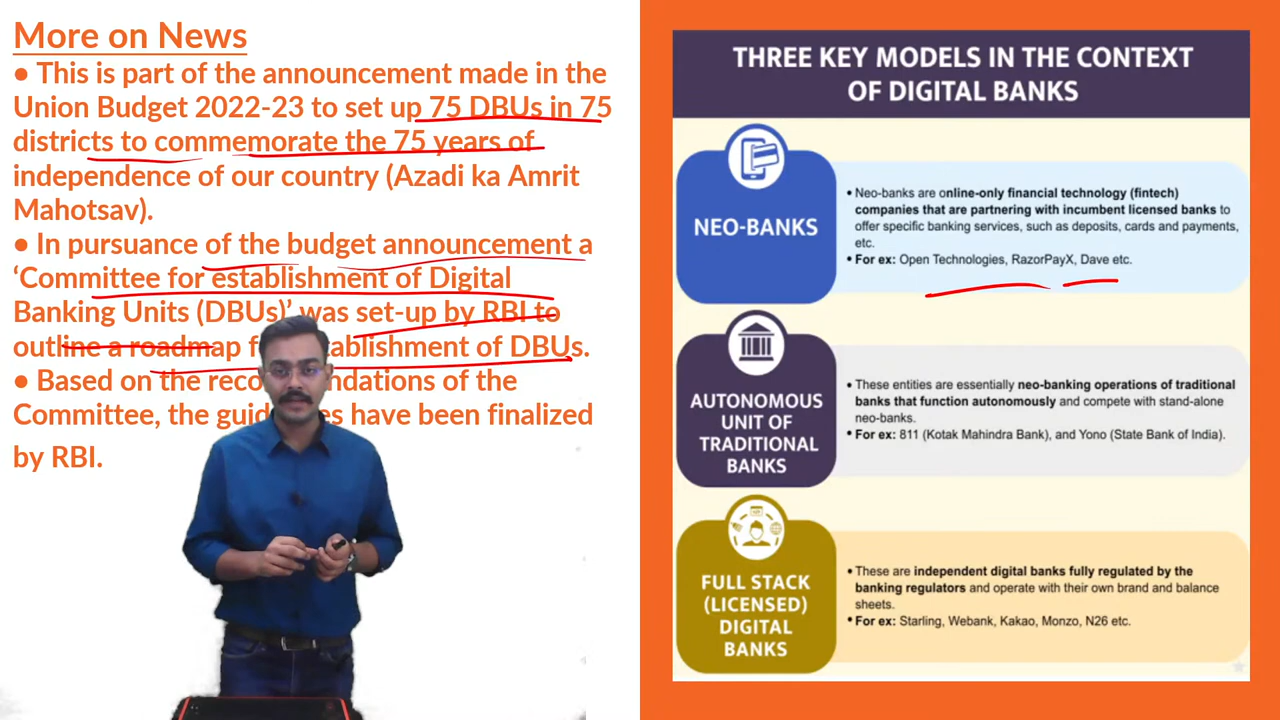 More on News
● This is part of the announcement made in the
Union Budget 2022-23 to set up 75 DBUs in 75
districts to commemorate the 75 years of
independence of our country (Azadi ka Amrit
Mahotsav).
● In pursuance of the budget announcement a
‘Committee for establishment of Digital
Banking Units (DBUs)’ was set-up by RBI to
outline a roadmap f ablishment of DBUs.
● Based on the reco ndations of the
Committee, the guid es have been finalized
by RBI.
THREE KEY MODELS IN THE CONTEXT
OF DIGITAL BANKS
NEO-BANKS
• Neo-banks are online-only financial technology (fintech)
companies that are partnering with incumbent licensed banks to
offer specific banking services, such as deposits, cards and payments,
etc.
• For ex: Open Technologies, RazorPayX, Dave etc.
AUTONOMOUS
UNIT OF
TRADITIONAL
BANKS
• These entities are essentially neo-banking operations of traditional
banks that function autonomously and compete with stand-alone
neo-banks.
• For ex: 811 (Kotak Mahindra Bank), and Yono (State Bank of India).
FULL STACK
(LICENSED)
DIGITAL
BANKS
• These are independent digital banks fully regulated by the
banking regulators and operate with their own brand and balance
sheets.
• For ex: Starling, Webank, Kakao, Monzo, N26 etc.